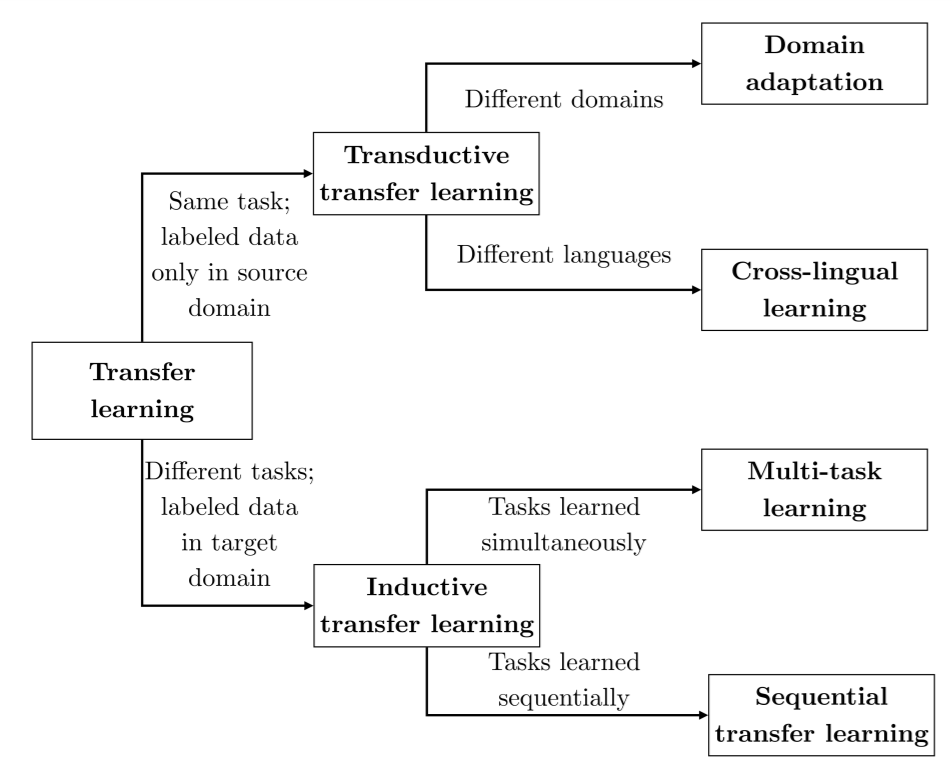 Domain
adaptation
Different domains
Transductive
transfer learning
Same task;
labeled data
only in source
domain
Different languages
Cross-lingual
learning
Transfer
learning
Different tasks;
labeled data
in target
domain
Multi-task
learning
Tasks learned
simultaneously
Inductive
transfer learning
Tasks learned
sequentially
Sequential
transfer learning